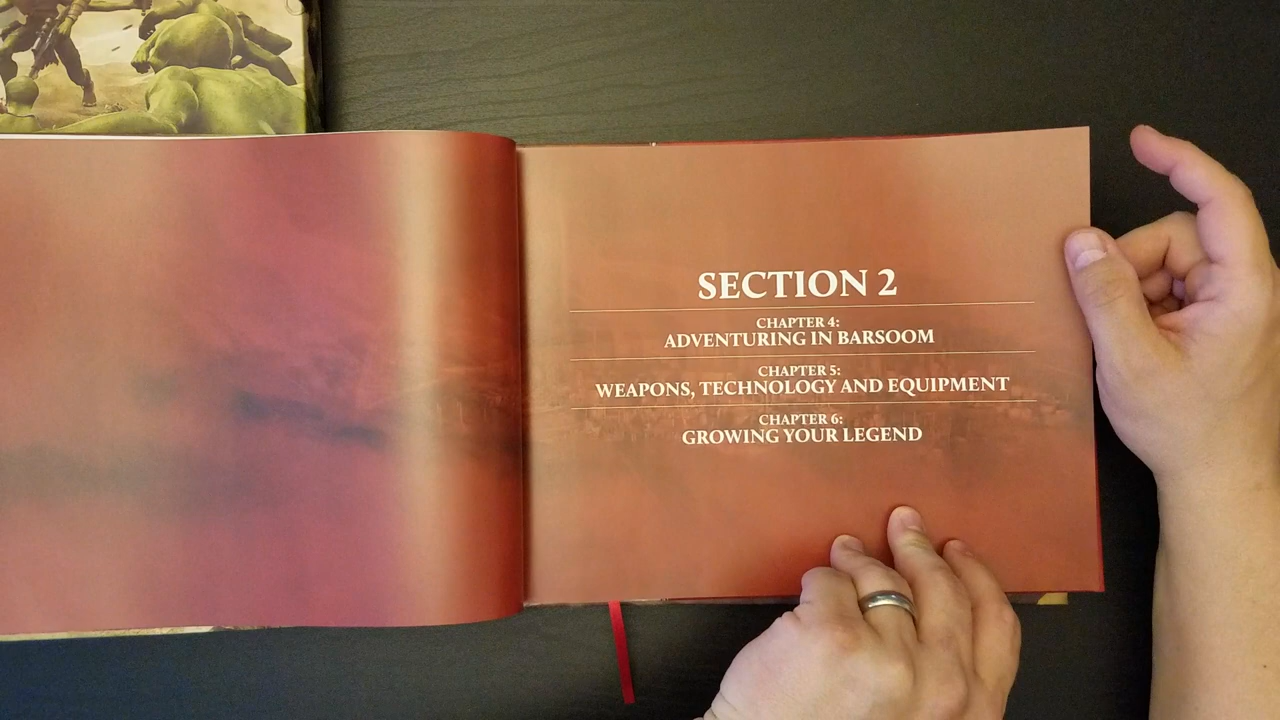 SECTION 2
CHAPTER 4:
ADVENTURING IN BARSOOM
CHAPTER 5:
WEAPONS, TECHNOLOGY AND EQUIPMENT
CHAPTER 6:
GROWING YOUR LEGEND